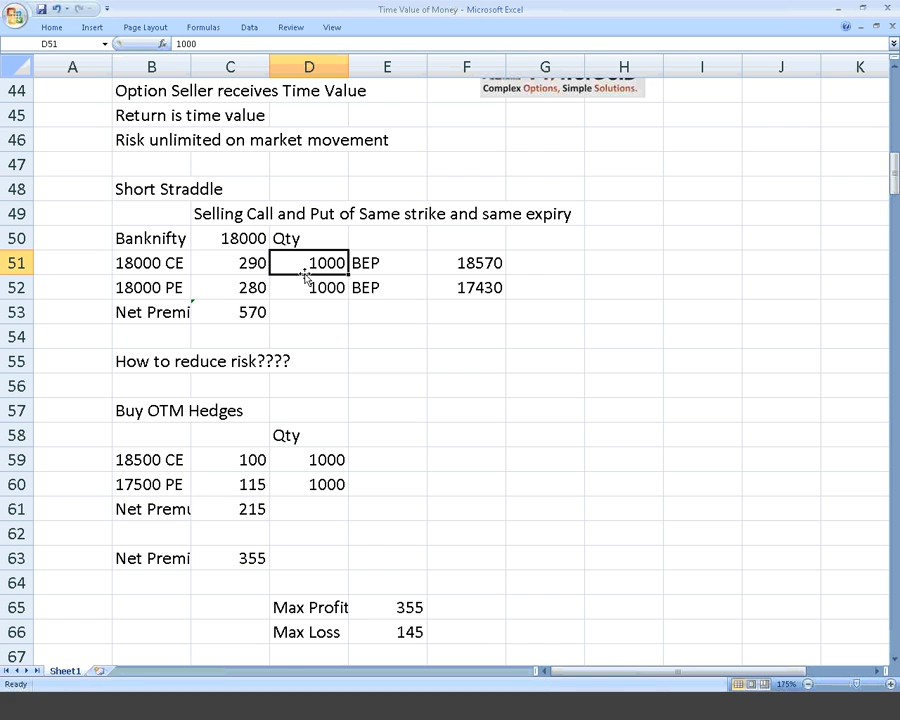 Time Value of Money - Microsoft Excel
Home Insert Page Layout Formulas Data Review View
D51 fx 1000
A B C D E F G H I J K
44 Option Seller receives Time Value
Complex Options, Simple Solutions.
45 Return is time value
46 Risk unlimited on market movement
47
48 Short Straddle
49 Selling Call and Put of Same strike and same expiry
50 Banknifty 18000 Qty
51 18000 CE 290 1000 BEP 18570
52 18000 PE 280 1000 BEP 17430
53 Net Premi 570
54
55 How to reduce risk????
56
57 Buy OTM Hedges
58 Qty
59 18500 CE 100 1000
60 17500 PE 115 1000
61 Net Premu 215
62
63 Net Premi 355
64
65 Max Profit 355
66 Max Loss 145
67
Sheet1
Ready 175%